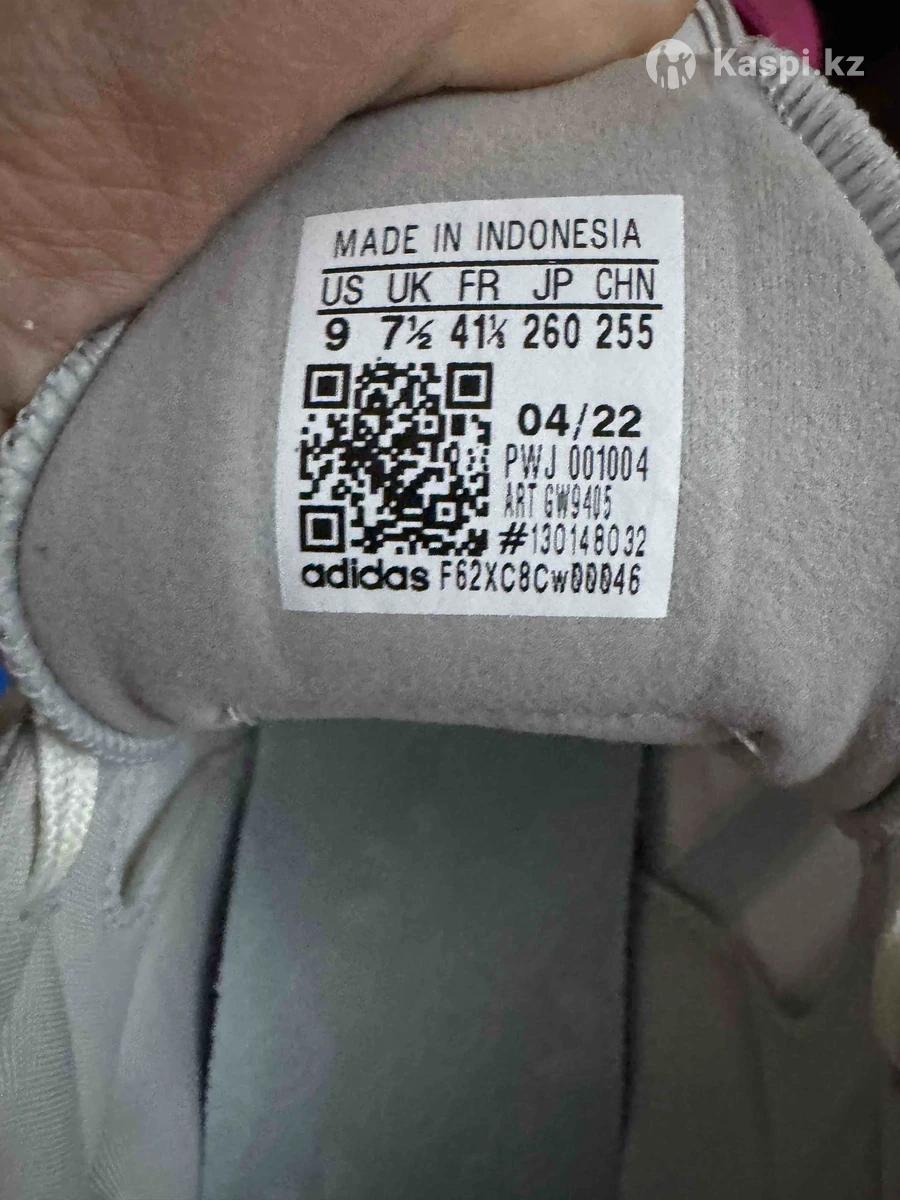 Kaspi.kz
MADE IN INDONESIA
US UK FR JP CHN
9 7½ 41⅓ 260 255
04/22
PWJ 001004
ART GW9405
#130148032
adidas F62XC8Cw00046